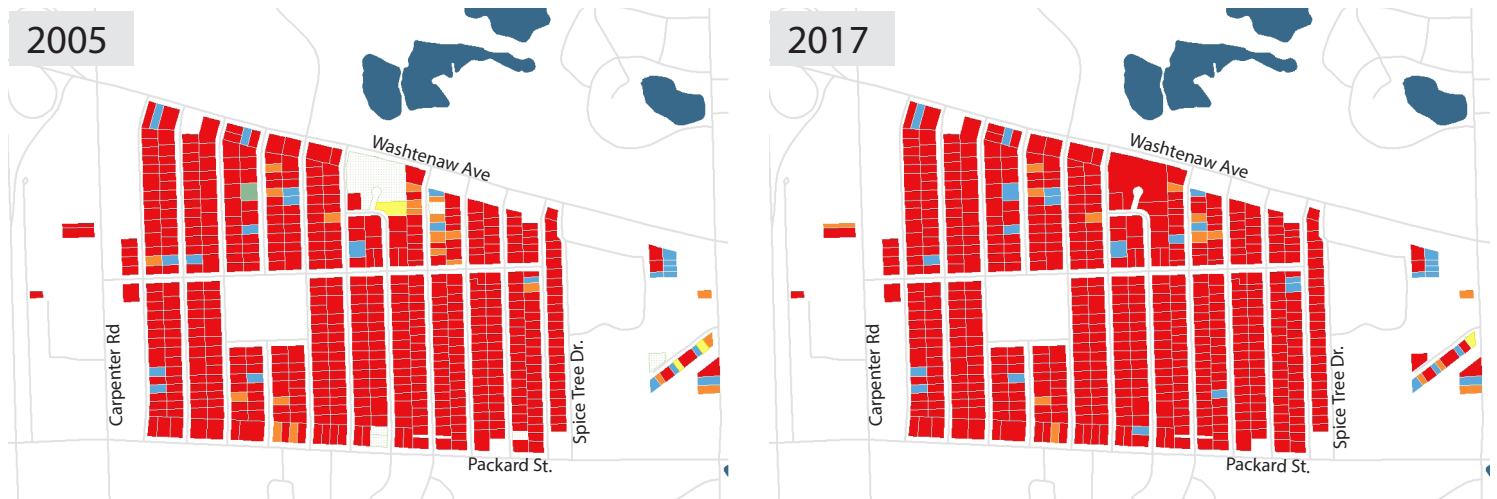 2005
Washtenaw Ave
Carpenter Rd
Spice Tree Dr.
Packard St.
2017
Washtenaw Ave
Carpenter Rd
Spice Tree Dr.
Packard St.